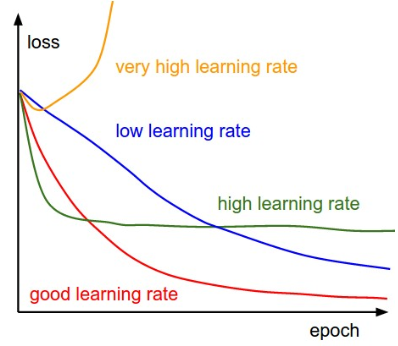 loss
very high learning rate
low learning rate
high learning rate
good learning rate
epoch